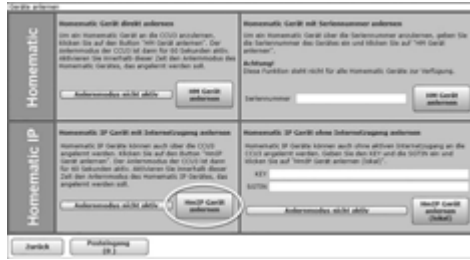 Geräte anlernen
Homematic
Homematic Gerät direkt anlernen
Um ein Homematic Gerät an die CCU3 anzulernen,
klicken Sie auf den Button "HM Gerät anlernen". Der
Anlernmodus der CCU ist dann für 60 Sekunden aktiv.
Aktivieren Sie innerhalb dieser Zeit den Anlernmodus des
Homematic Gerätes, das angelernt werden soll.
Anlernmodus nicht aktiv
HM Gerät
anlernen
Homematic Gerät mit Seriennummer anlernen
Um ein Homematic Gerät über die Seriennummer anzulernen, geben Sie
die Seriennummer des Gerätes ein und klicken Sie auf "HM Gerät
anlernen".
Achtung!
Diese Funktion steht nicht für alle Homematic Geräte zur Verfügung.
Seriennummer
HM Gerät
anlernen
Homematic IP
Homematic IP Gerät mit Internetzugang anlernen
Homematic IP Geräte können auch über die CCU3
angelernt werden. Klicken Sie auf den Button "HmIP
Gerät anlernen". Der Anlernmodus der CCU ist dann
für 60 Sekunden aktiv. Aktivieren Sie innerhalb dieser
Zeit den Anlernmodus des Homematic IP Gerätes, das
angelernt werden soll.
Anlernmodus nicht aktiv
HmIP Gerät
anlernen
Homematic IP Gerät ohne Internetzugang anlernen
Homematic IP Geräte können auch ohne aktiven Internetzugang an die
CCU3 angelernt werden. Geben Sie den KEY und die SGTIN ein und
klicken Sie auf "HmIP Gerät anlernen (lokal)".
KEY
SGTIN
Anlernmodus nicht aktiv
HmIP Gerät
anlernen
(lokal)
Zurück
Posteingang